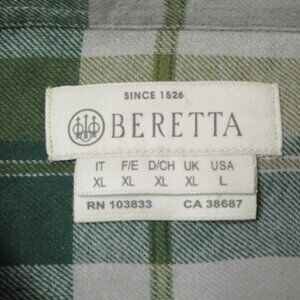 SINCE 1526
BERETTA
IT F/E D/CH UK USA
XL XL XL XL L
RN 103833 CA 38687